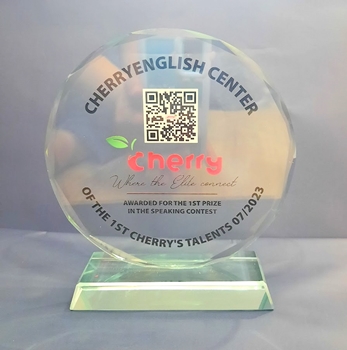 CHERRYENGLISH CENTER
cherry
Where the Elite connect
AWARDED FOR THE 1ST PRIZE
IN THE SPEAKING CONTEST
OF THE 1ST CHERRY'S TALENTS 07/2023